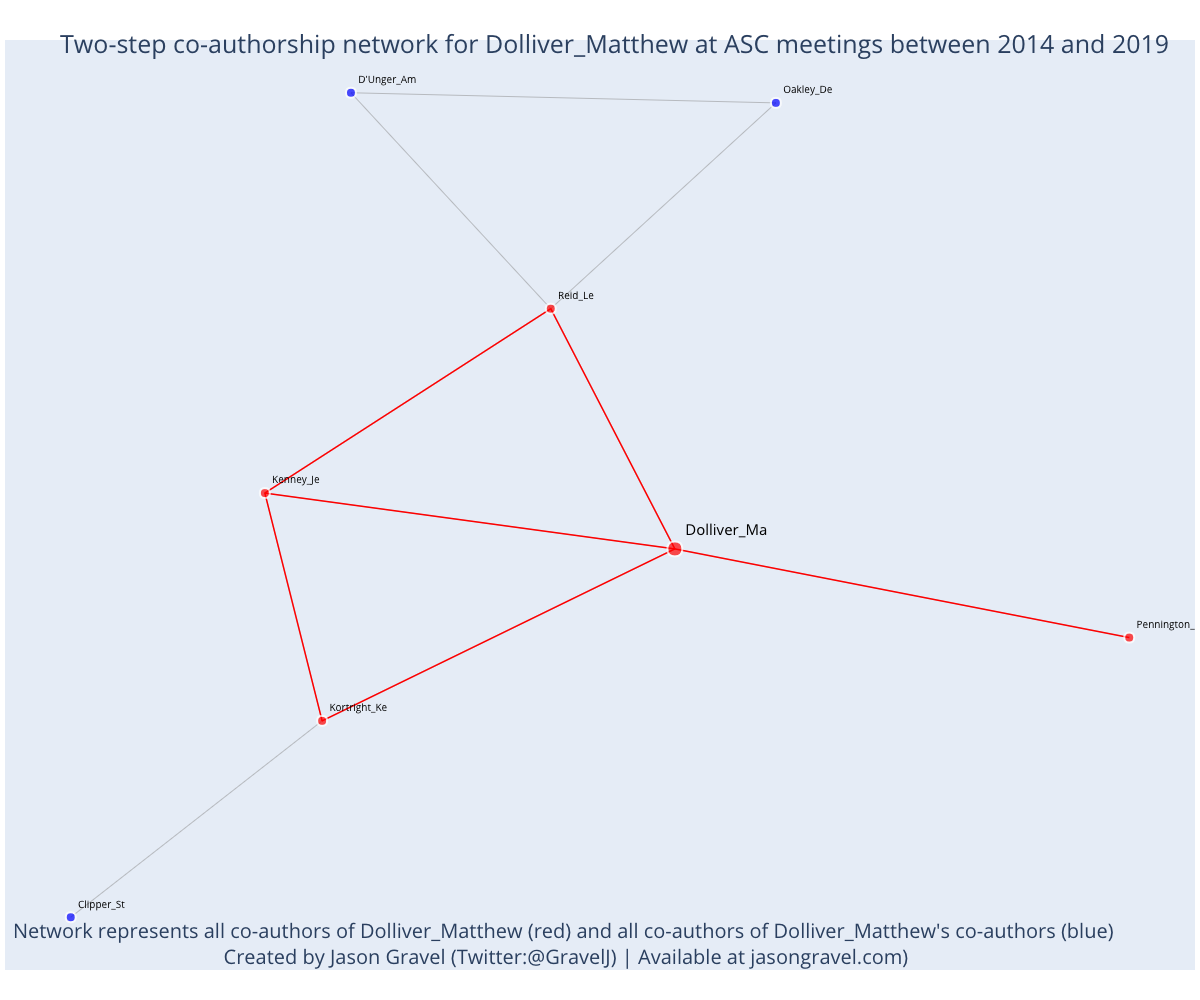 Two-step co-authorship network for Dolliver_Matthew at ASC meetings between 2014 and 2019
D'Unger_Am
Oakley_De
Reid_Le
Kenney_Je
Dolliver_Ma
Pennington_
Kortright_Ke
Clipper_St
Network represents all co-authors of Dolliver_Matthew (red) and all co-authors of Dolliver_Matthew's co-authors (blue)
Created by Jason Gravel (Twitter:@GravelJ) | Available at jasongravel.com)